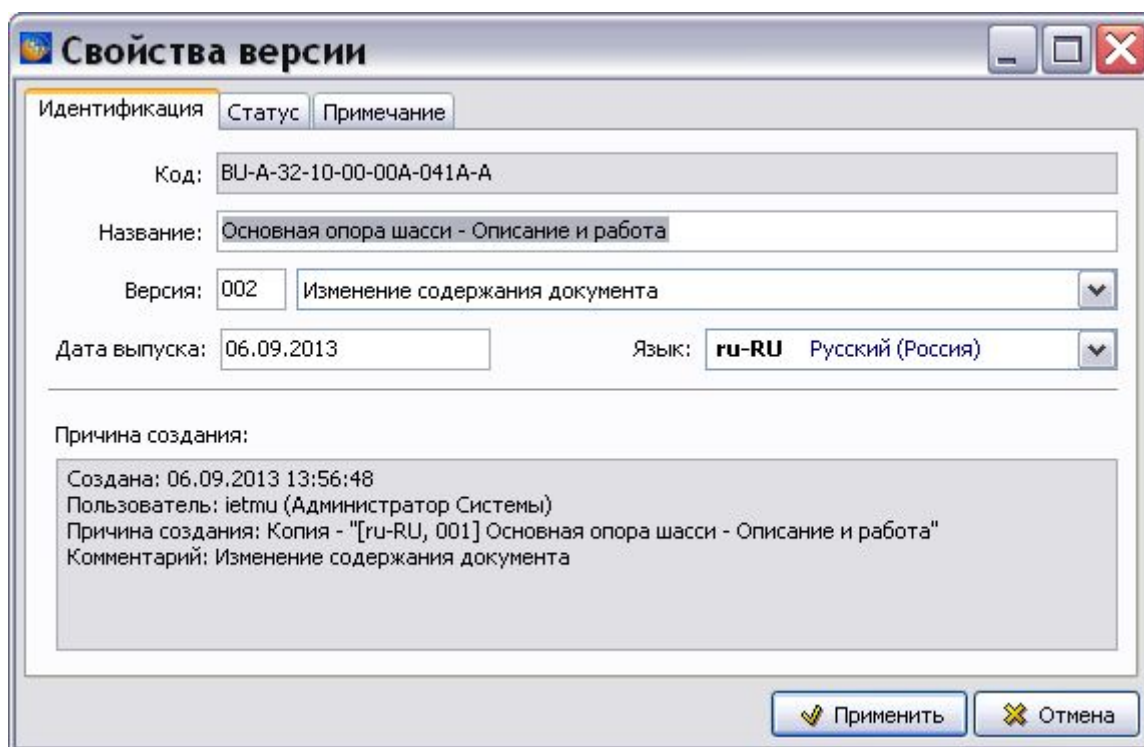 Свойства версии
Идентификация Статус Примечание
Код: BU-A-32-10-00-00A-041A-A
Название: Основная опора шасси - Описание и работа
Версия: 002 Изменение содержания документа
Дата выпуска: 06.09.2013 Язык: ru-RU Русский (Россия)
Причина создания:
Создана: 06.09.2013 13:56:48
Пользователь: ietmu (Администратор Системы)
Причина создания: Копия - "[ru-RU, 001] Основная опора шасси - Описание и работа"
Комментарий: Изменение содержания документа
Применить Отмена